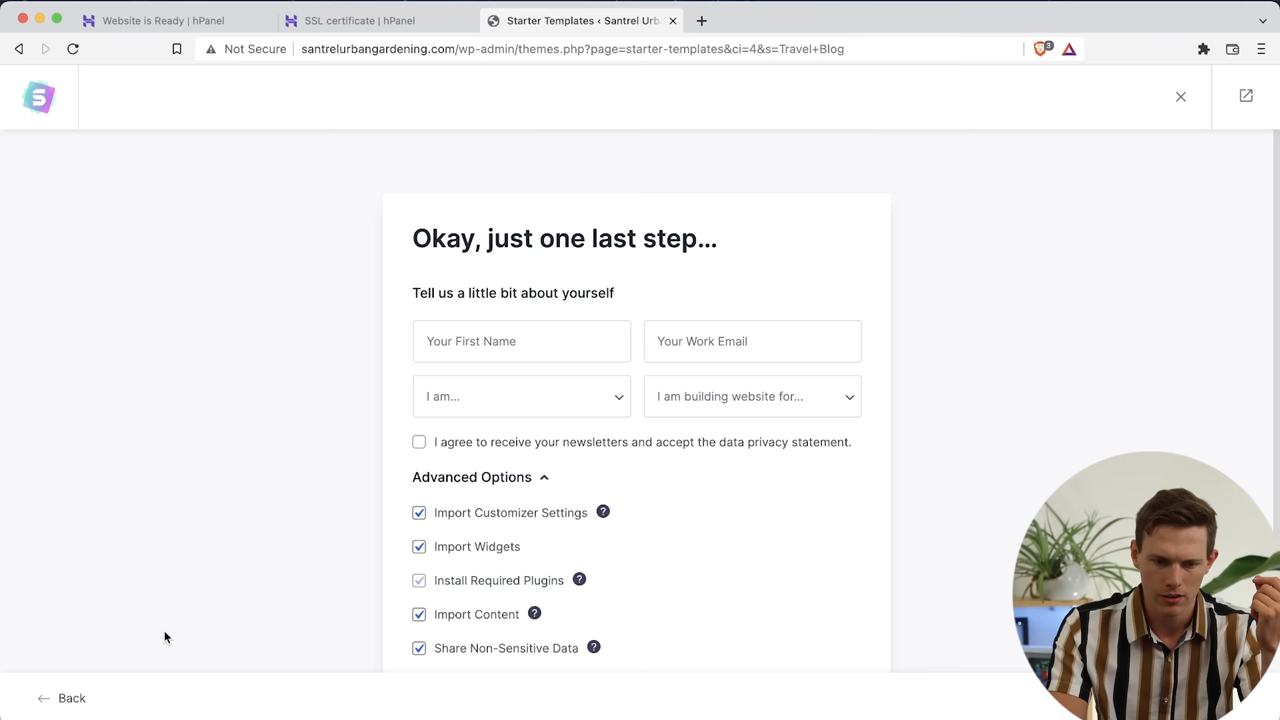 Website is Ready | hPanel
SSL certificate | hPanel
Starter Templates ‹ Santrel Urb
Not Secure
santrelurbangardening.com/wp-admin/themes.php?page=starter-templates&ci=4&s=Travel+Blog
3
S
Okay, just one last step...
Tell us a little bit about yourself
Your First Name
Your Work Email
I am...
I am building website for...
I agree to receive your newsletters and accept the data privacy statement.
Advanced Options
Import Customizer Settings ?
Import Widgets
Install Required Plugins ?
Import Content ?
Share Non-Sensitive Data ?
Back